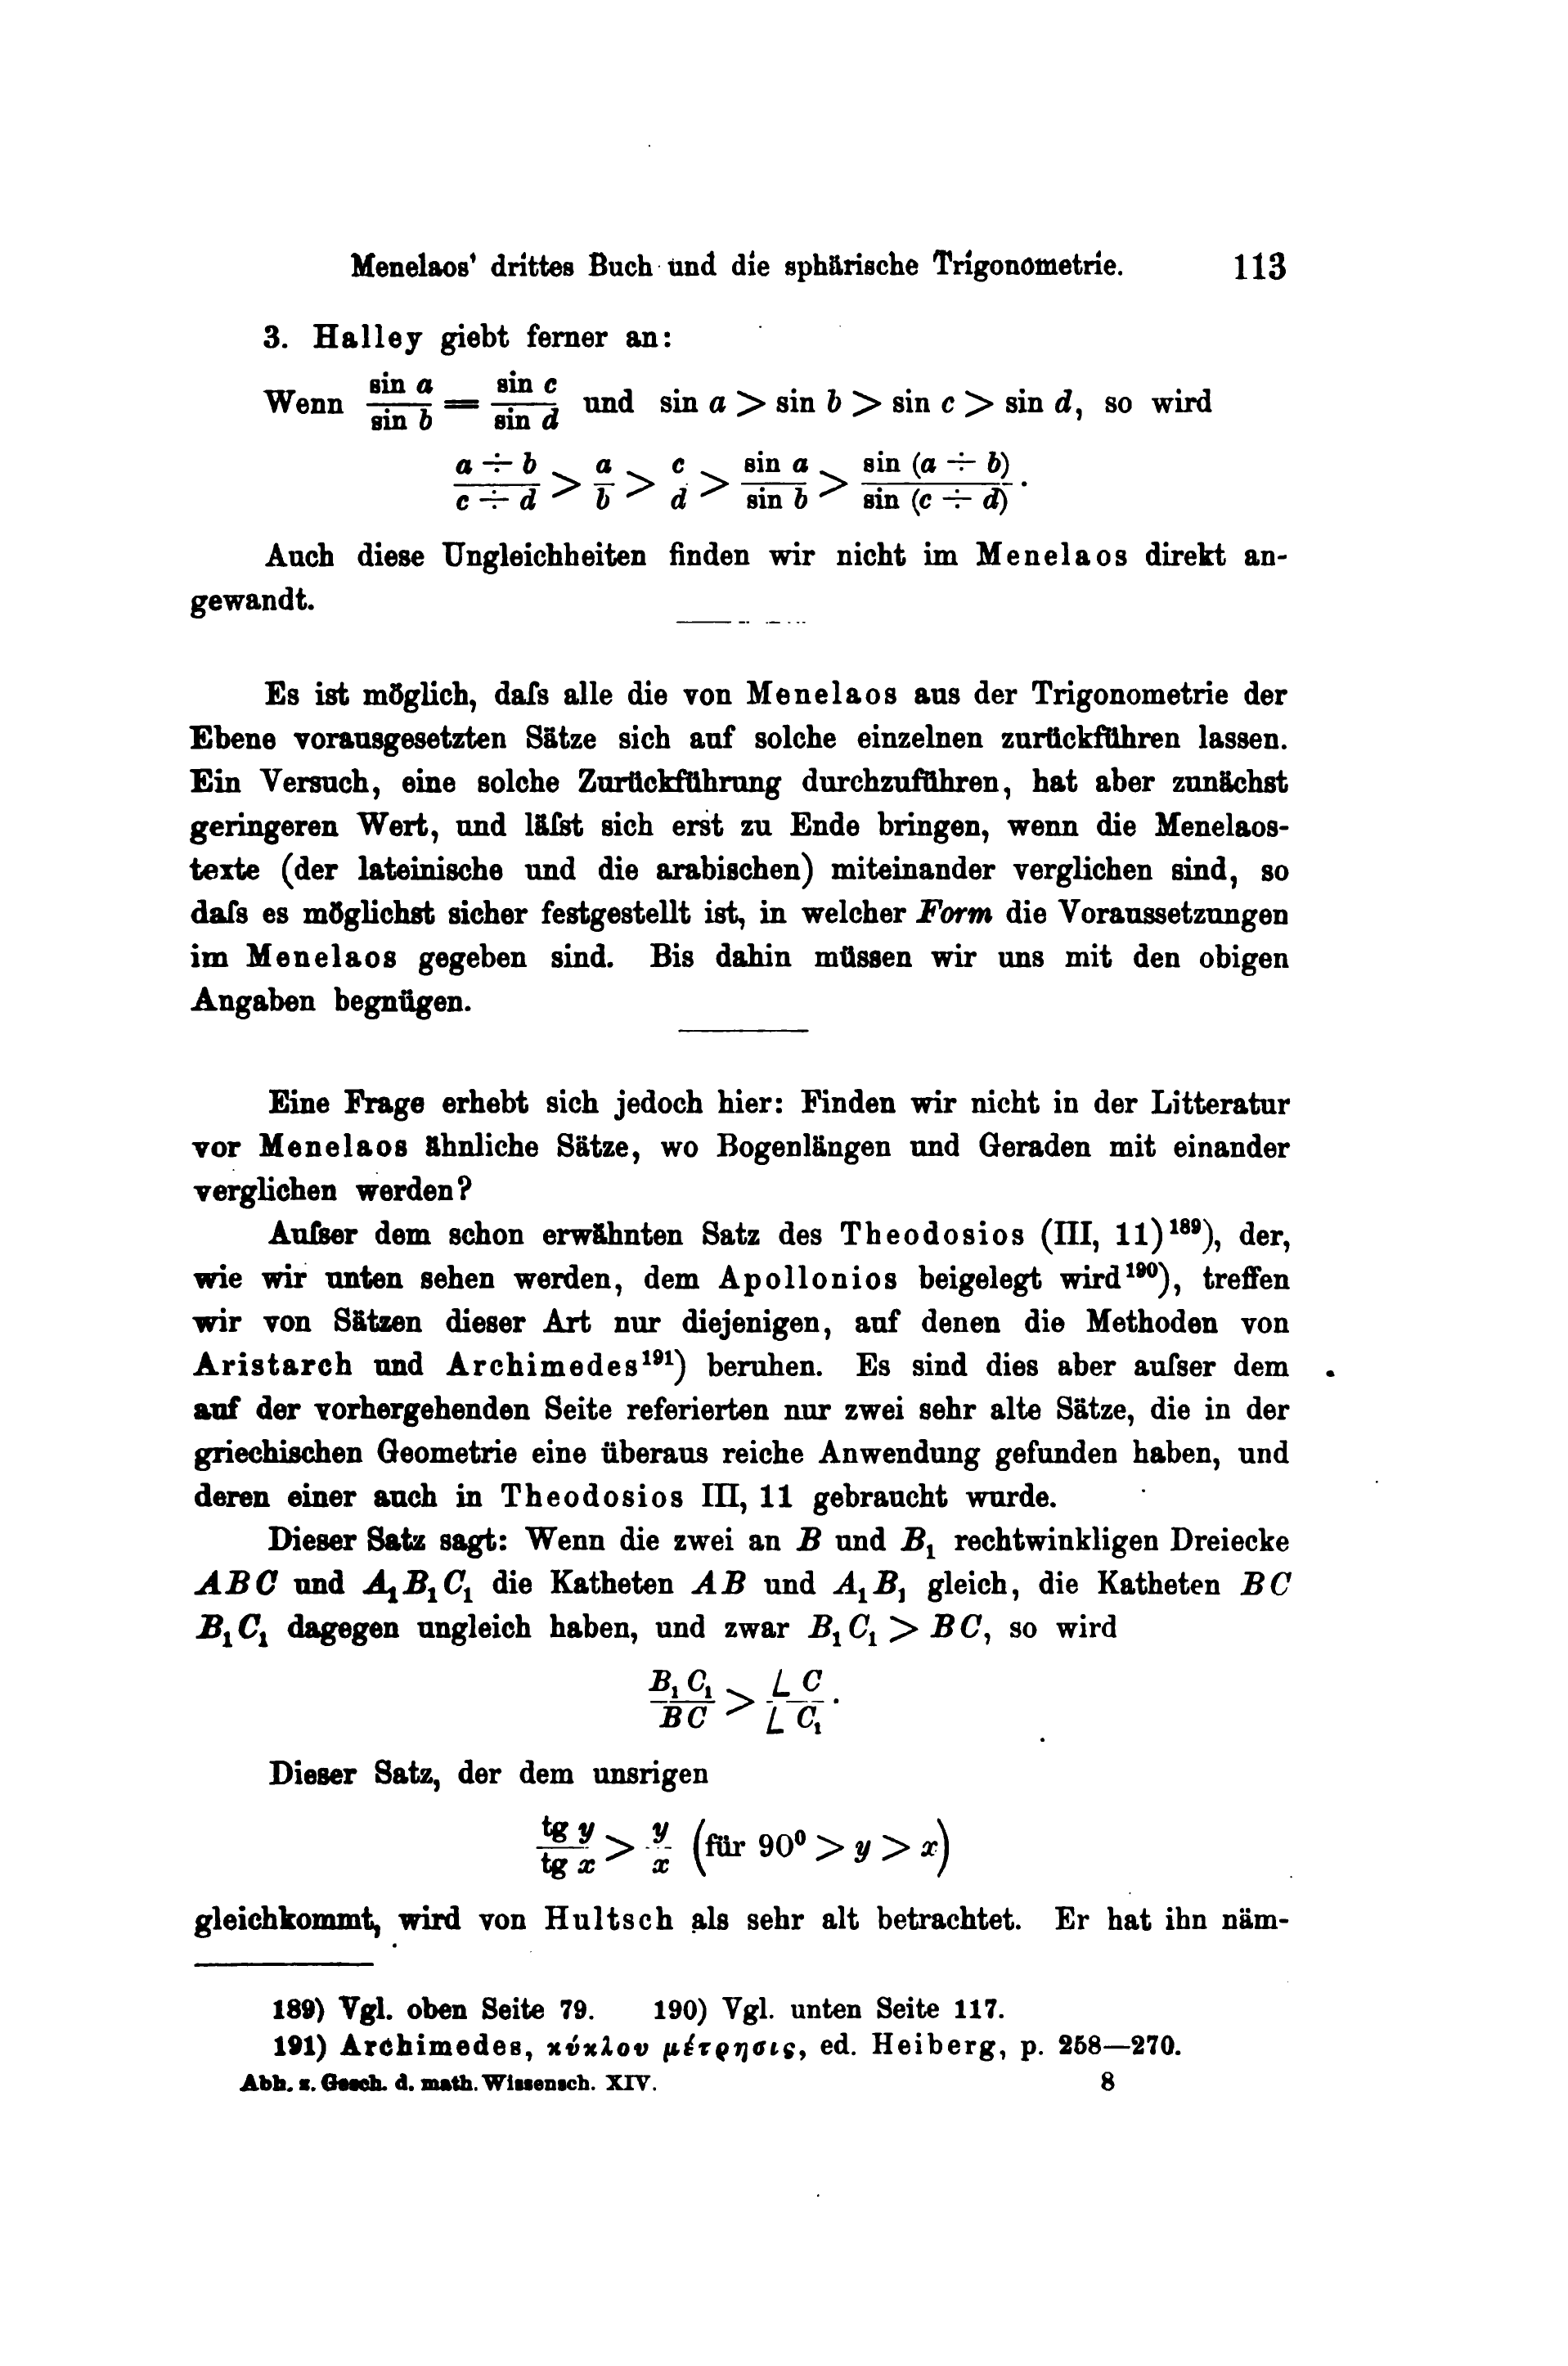 Menelaos' drittes Buch und die sphärische Trigonometrie. 113
3. Halley giebt ferner an:
Wenn sin a / sin b = sin c / sin d und sin a > sin b > sin c > sin d, so wird
(a ÷ b) / (c ÷ d) > a / b > c / d > sin a / sin b > sin (a ÷ b) / sin (c ÷ d).
Auch diese Ungleichheiten finden wir nicht im Menelaos direkt an-
gewandt.
Es ist möglich, daſs alle die von Menelaos aus der Trigonometrie der
Ebene vorausgesetzten Sätze sich auf solche einzelnen zurückführen lassen.
Ein Versuch, eine solche Zurückführung durchzuführen, hat aber zunächst
geringeren Wert, und läſst sich erst zu Ende bringen, wenn die Menelaos-
texte (der lateinische und die arabischen) miteinander verglichen sind, so
daſs es möglichst sicher festgestellt ist, in welcher Form die Voraussetzungen
im Menelaos gegeben sind. Bis dahin müssen wir uns mit den obigen
Angaben begnügen.
Eine Frage erhebt sich jedoch hier: Finden wir nicht in der Litteratur
vor Menelaos ähnliche Sätze, wo Bogenlängen und Geraden mit einander
verglichen werden?
Auſser dem schon erwähnten Satz des Theodosios (III, 11)¹⁸⁹), der,
wie wir unten sehen werden, dem Apollonios beigelegt wird¹⁹⁰), treffen
wir von Sätzen dieser Art nur diejenigen, auf denen die Methoden von
Aristarch und Archimedes¹⁹¹) beruhen. Es sind dies aber auſser dem
auf der vorhergehenden Seite referierten nur zwei sehr alte Sätze, die in der
griechischen Geometrie eine überaus reiche Anwendung gefunden haben, und
deren einer auch in Theodosios III, 11 gebraucht wurde.
Dieser Satz sagt: Wenn die zwei an B und B₁ rechtwinkligen Dreiecke
ABC und A₁B₁C₁ die Katheten AB und A₁B₁ gleich, die Katheten BC
B₁C₁ dagegen ungleich haben, und zwar B₁C₁ > BC, so wird
B₁C₁ / BC > ∠ C / ∠ C₁.
Dieser Satz, der dem unsrigen
tg y / tg x > y / x (für 90⁰ > y > x)
gleichkommt, wird von Hultsch als sehr alt betrachtet. Er hat ihn näm-
189) Vgl. oben Seite 79. 190) Vgl. unten Seite 117.
191) Archimedes, κύκλου μέτρησις, ed. Heiberg, p. 258—270.
Abh. z. Gesch. d. math. Wissensch. XIV. 8